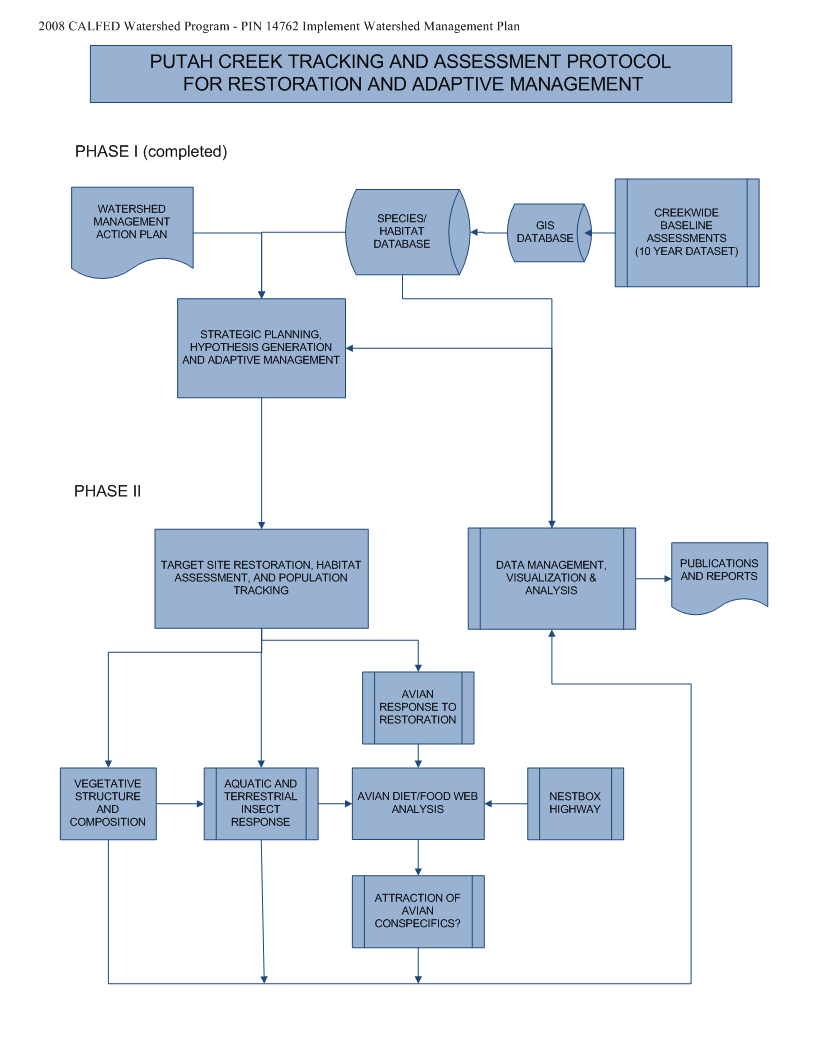 2008 CALFED Watershed Program - PIN 14762 Implement Watershed Management Plan
PUTAH CREEK TRACKING AND ASSESSMENT PROTOCOL
FOR RESTORATION AND ADAPTIVE MANAGEMENT
PHASE I (completed)
WATERSHED
MANAGEMENT
ACTION PLAN
SPECIES/
HABITAT
DATABASE
GIS
DATABASE
CREEKWIDE
BASELINE
ASSESSMENTS
(10 YEAR DATASET)
STRATEGIC PLANNING,
HYPOTHESIS GENERATION
AND ADAPTIVE MANAGEMENT
PHASE II
TARGET SITE RESTORATION, HABITAT
ASSESSMENT, AND POPULATION
TRACKING
DATA MANAGEMENT,
VISUALIZATION &
ANALYSIS
PUBLICATIONS
AND REPORTS
AVIAN
RESPONSE TO
RESTORATION
VEGETATIVE
STRUCTURE
AND
COMPOSITION
AQUATIC AND
TERRESTRIAL
INSECT
RESPONSE
AVIAN DIET/FOOD WEB
ANALYSIS
NESTBOX
HIGHWAY
ATTRACTION OF
AVIAN
CONSPECIFICS?